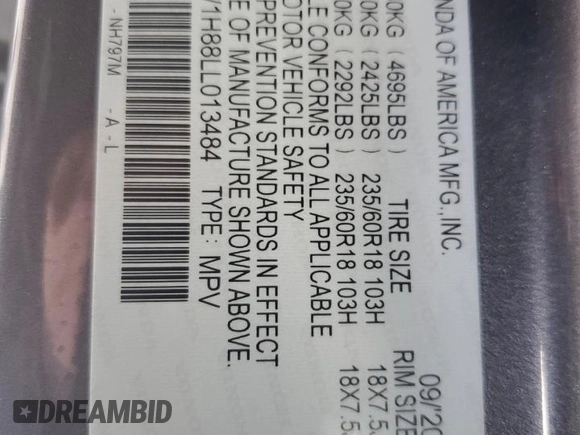 NDA OF AMERICA MFG., INC. 09/'20
0KG ( 4695LBS ) TIRE SIZE RIM SIZE
0KG ( 2425LBS ) 235/60R18 103H 18X7.5
0KG ( 2292LBS ) 235/60R18 103H 18X7.5
LE CONFORMS TO ALL APPLICABLE
OTOR VEHICLE SAFETY
PREVENTION STANDARDS IN EFFECT
E OF MANUFACTURE SHOWN ABOVE.
V1H88LL013484 TYPE: MPV
- NH797M - A - L
DREAMBID